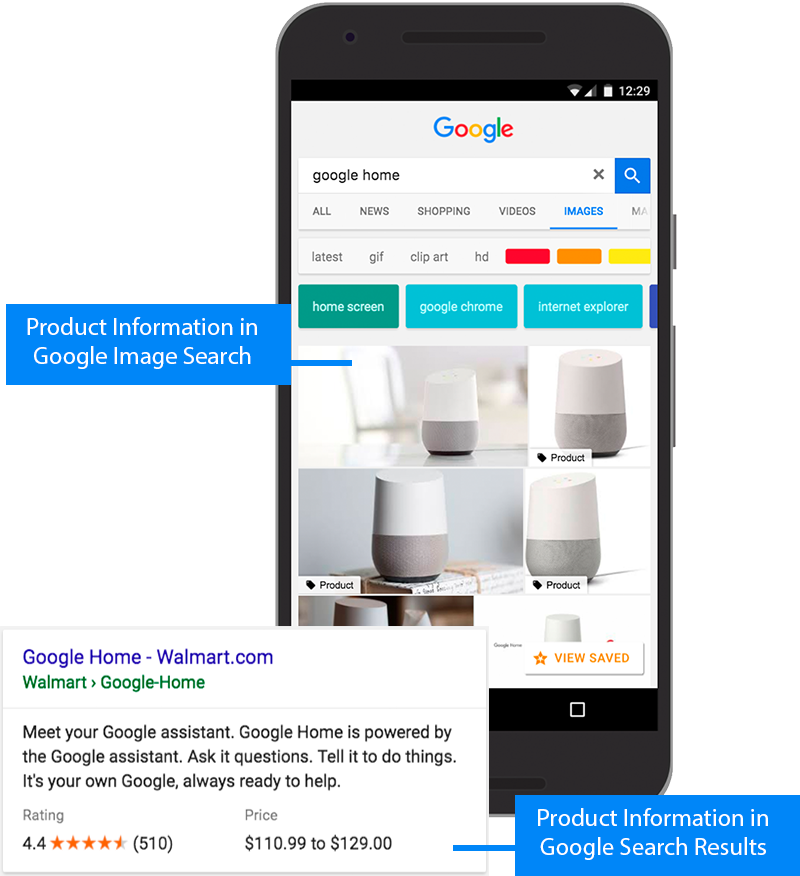 12:29
Google
google home
ALL NEWS SHOPPING VIDEOS IMAGES MA
latest gif clip art hd
home screen google chrome internet explorer
Product Information in
Google Image Search
Product
Product
Product
Google Home
VIEW SAVED
Google Home - Walmart.com
Walmart › Google-Home
Meet your Google assistant. Google Home is powered by
the Google assistant. Ask it questions. Tell it to do things.
It's your own Google, always ready to help.
Rating Price
4.4 (510) $110.99 to $129.00
Product Information in
Google Search Results